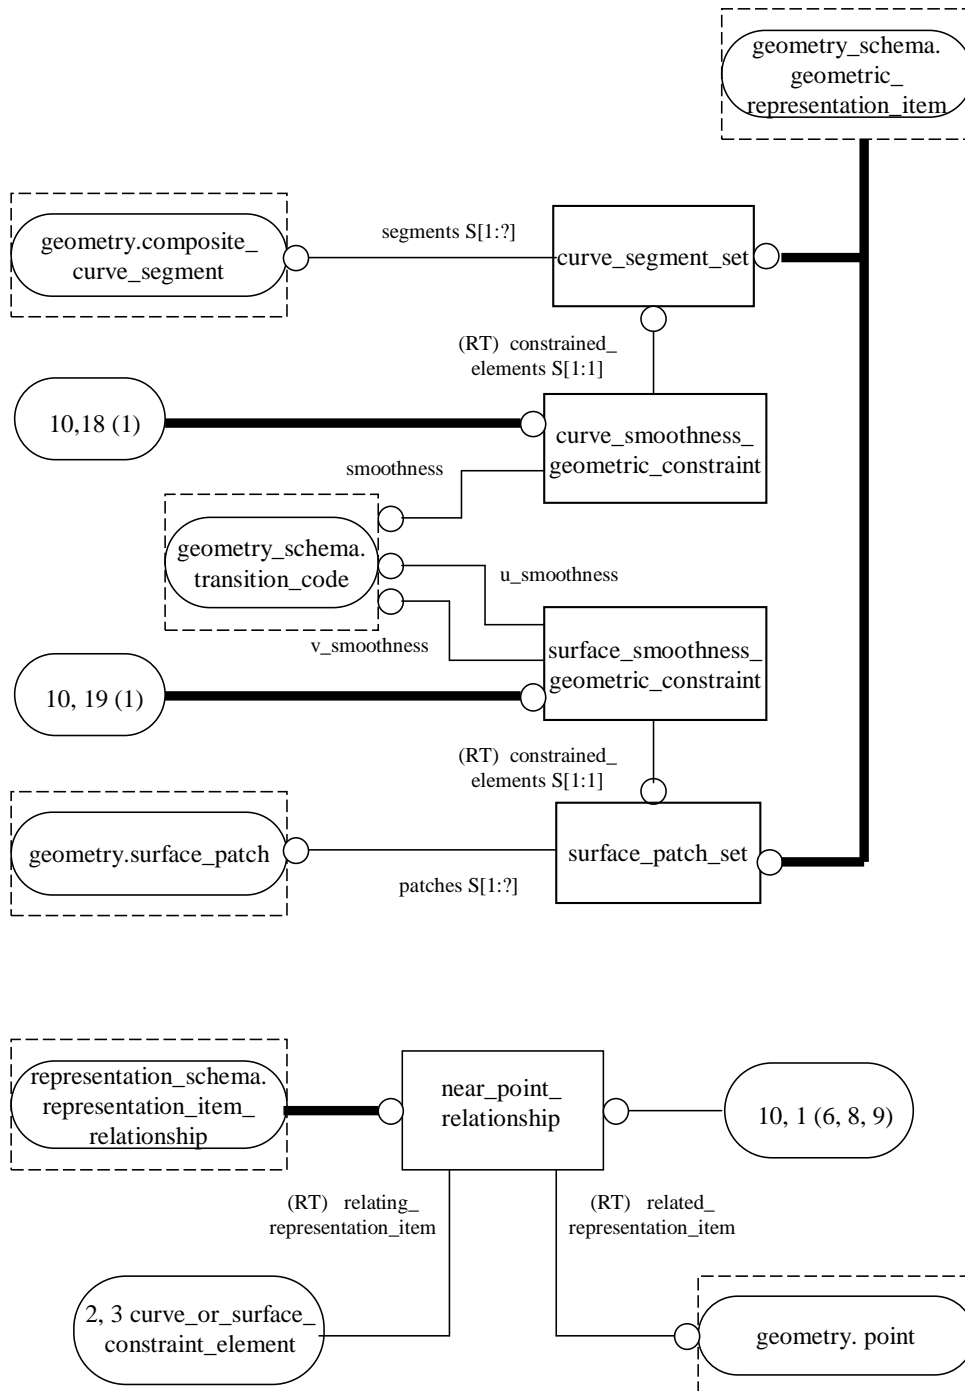 geometry_schema.
geometric_
representation_item
segments S[1:?]
geometry.composite_
curve_segment
curve_segment_set
(RT) constrained_
elements S[1:1]
10,18 (1)
curve_smoothness_
geometric_constraint
smoothness
geometry_schema.
transition_code
u_smoothness
v_smoothness
surface_smoothness_
geometric_constraint
10, 19 (1)
(RT) constrained_
elements S[1:1]
geometry.surface_patch
surface_patch_set
patches S[1:?]
representation_schema.
representation_item_
relationship
near_point_
relationship
10, 1 (6, 8, 9)
(RT) relating_
representation_item
(RT) related_
representation_item
2, 3 curve_or_surface_
constraint_element
geometry. point